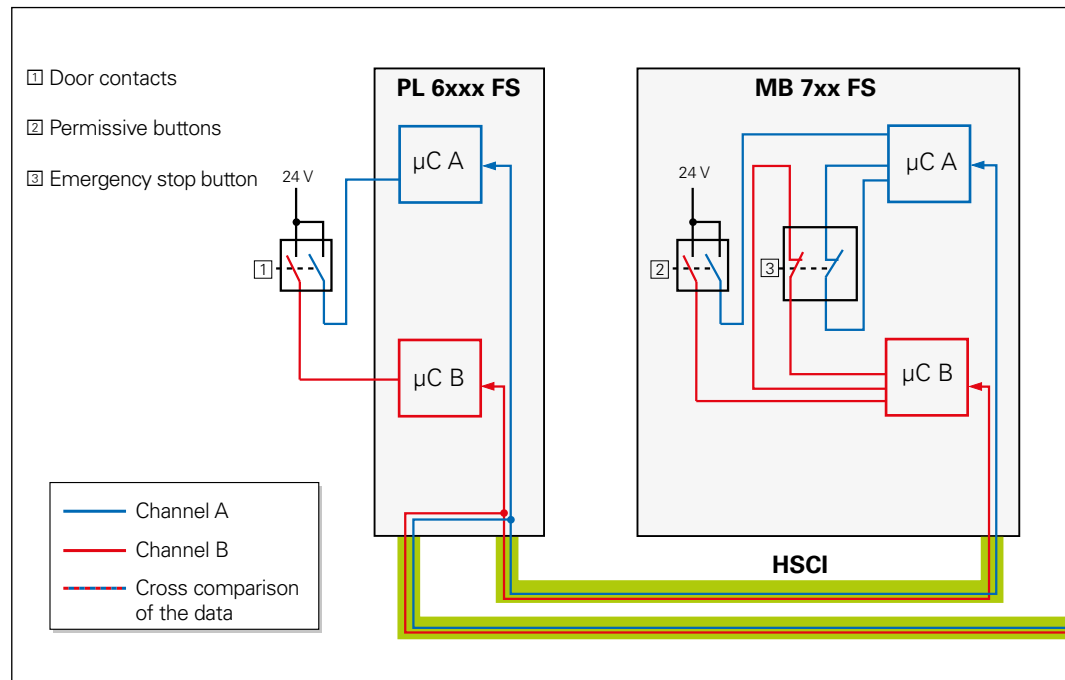 1 Door contacts
2 Permissive buttons
3 Emergency stop button
PL 6xxx FS
µC A
24 V
1
µC B
MB 7xx FS
µC A
24 V
2
3
µC B
HSCI
Channel A
Channel B
Cross comparison
of the data